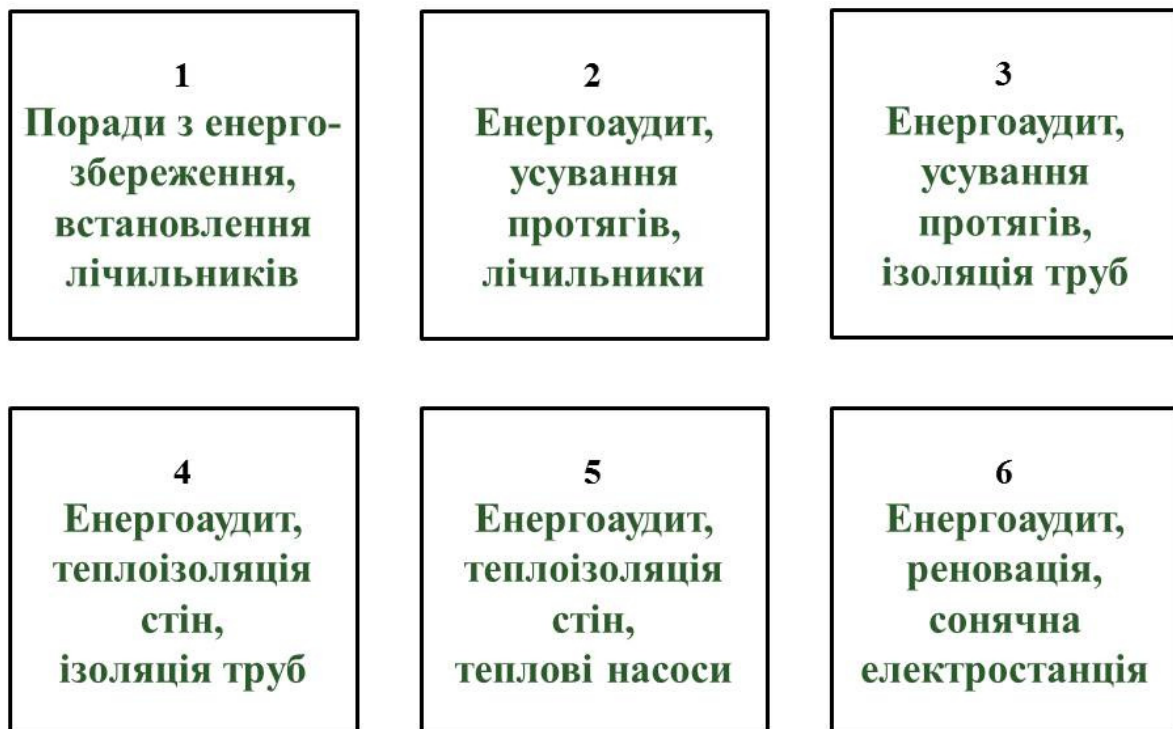 1
Поради з енерго-
збереження,
встановлення
лічильників
2
Енергоаудит,
усування
протягів,
лічильники
3
Енергоаудит,
усування
протягів,
ізоляція труб
4
Енергоаудит,
теплоізоляція
стін,
ізоляція труб
5
Енергоаудит,
теплоізоляція
стін,
теплові насоси
6
Енергоаудит,
реновація,
сонячна
електростанція